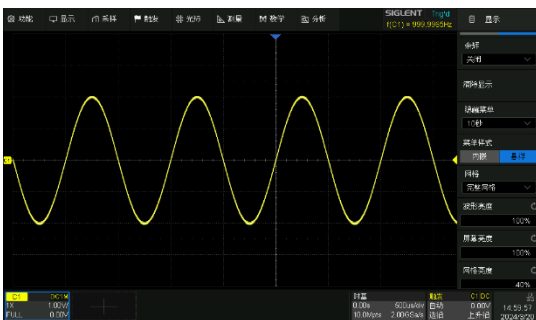 功能 显示 采样 触发 光标 测量 数学 分析
SIGLENT Trig'd
f(C1) = 999.9985Hz
显示
余辉
关闭
清除显示
隐藏菜单
10秒
菜单样式
内嵌 悬浮
网格
完整网格
波形亮度
100%
屏幕亮度
100%
网格亮度
40%
C1
C1 DC1M
1X 1.00V/
FULL 0.00V
时基
0.00s 500us/div
10.0Mpts 2.00GSa/s
触发 C1 DC
自动 0.00V
边沿 上升沿
14:59:57
2024/8/20